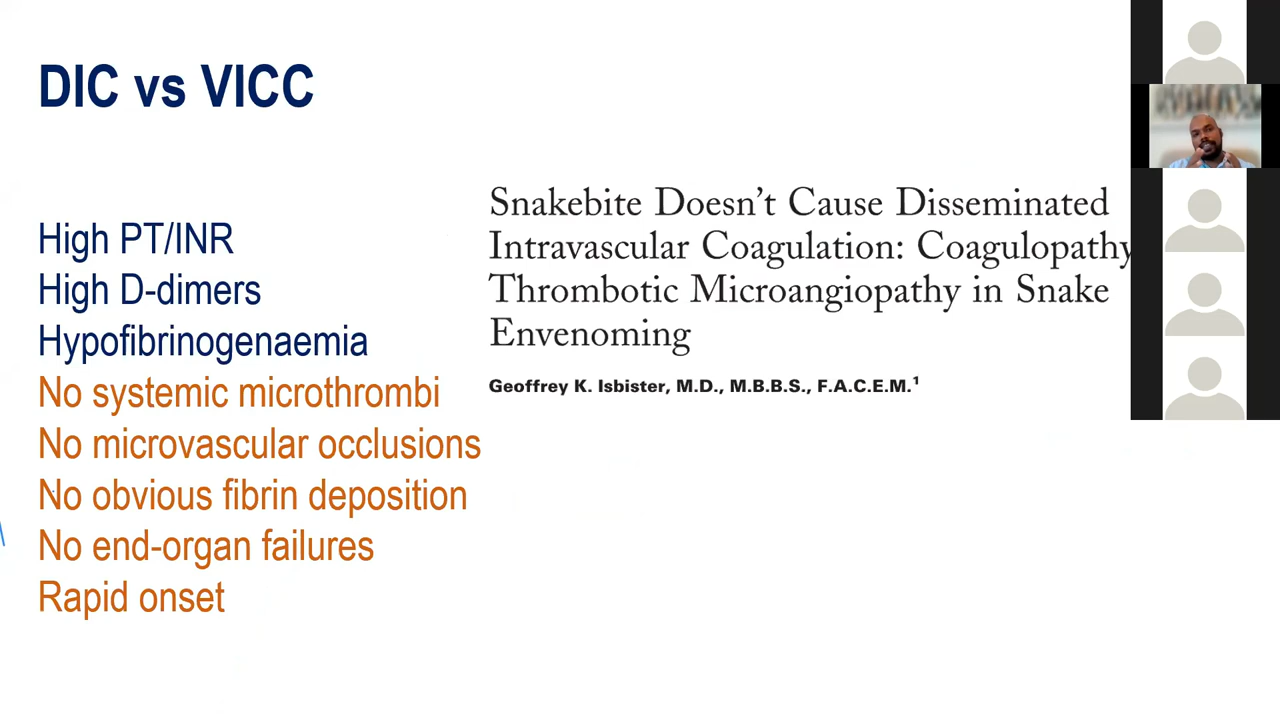 DIC vs VICC
High PT/INR
High D-dimers
Hypofibrinogenaemia
No systemic microthrombi
No microvascular occlusions
No obvious fibrin deposition
No end-organ failures
Rapid onset
Snakebite Doesn’t Cause Disseminated
Intravascular Coagulation: Coagulopathy
Thrombotic Microangiopathy in Snake
Envenoming
Geoffrey K. Isbister, M.D., M.B.B.S., F.A.C.E.M.¹